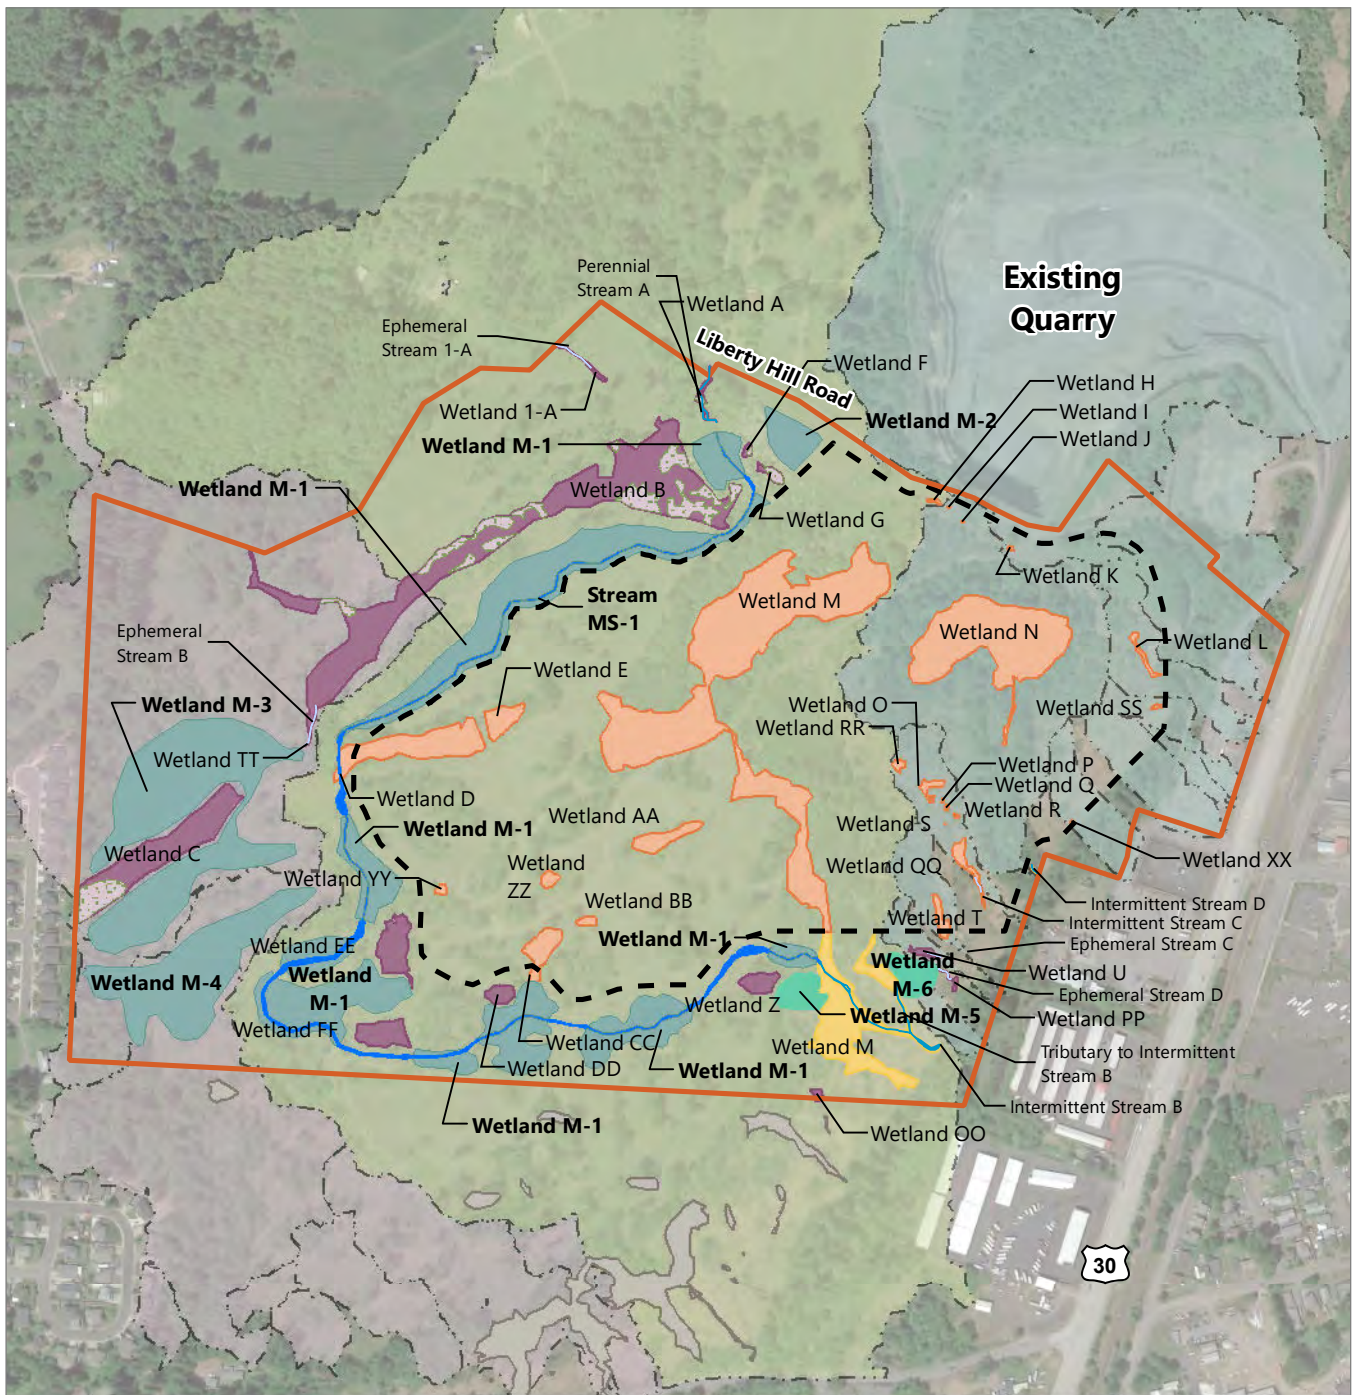 Existing
Quarry
Perennial
Stream A
Wetland A
Ephemeral
Stream 1-A
Liberty Hill Road
Wetland F
Wetland H
Wetland 1-A
Wetland I
Wetland M-2
Wetland M-1
Wetland J
Wetland M-1
Wetland B
Wetland G
Wetland K
Stream
MS-1
Wetland M
Ephemeral
Stream B
Wetland N
Wetland L
Wetland E
Wetland M-3
Wetland O
Wetland SS
Wetland RR
Wetland TT
Wetland P
Wetland Q
Wetland D
Wetland R
Wetland AA
Wetland S
Wetland M-1
Wetland C
Wetland
ZZ
Wetland XX
Wetland QQ
Wetland YY
Wetland BB
Intermittent Stream D
Wetland T
Intermittent Stream C
Wetland EE
Wetland M-1
Ephemeral Stream C
Wetland
M-6
Wetland U
Wetland M-4
Wetland
M-1
Ephemeral Stream D
Wetland Z
Wetland M-5
Wetland PP
Wetland FF
Wetland CC
Wetland M
Tributary to Intermittent
Stream B
Wetland DD
Wetland M-1
Intermittent Stream B
Wetland M-1
Wetland OO
30